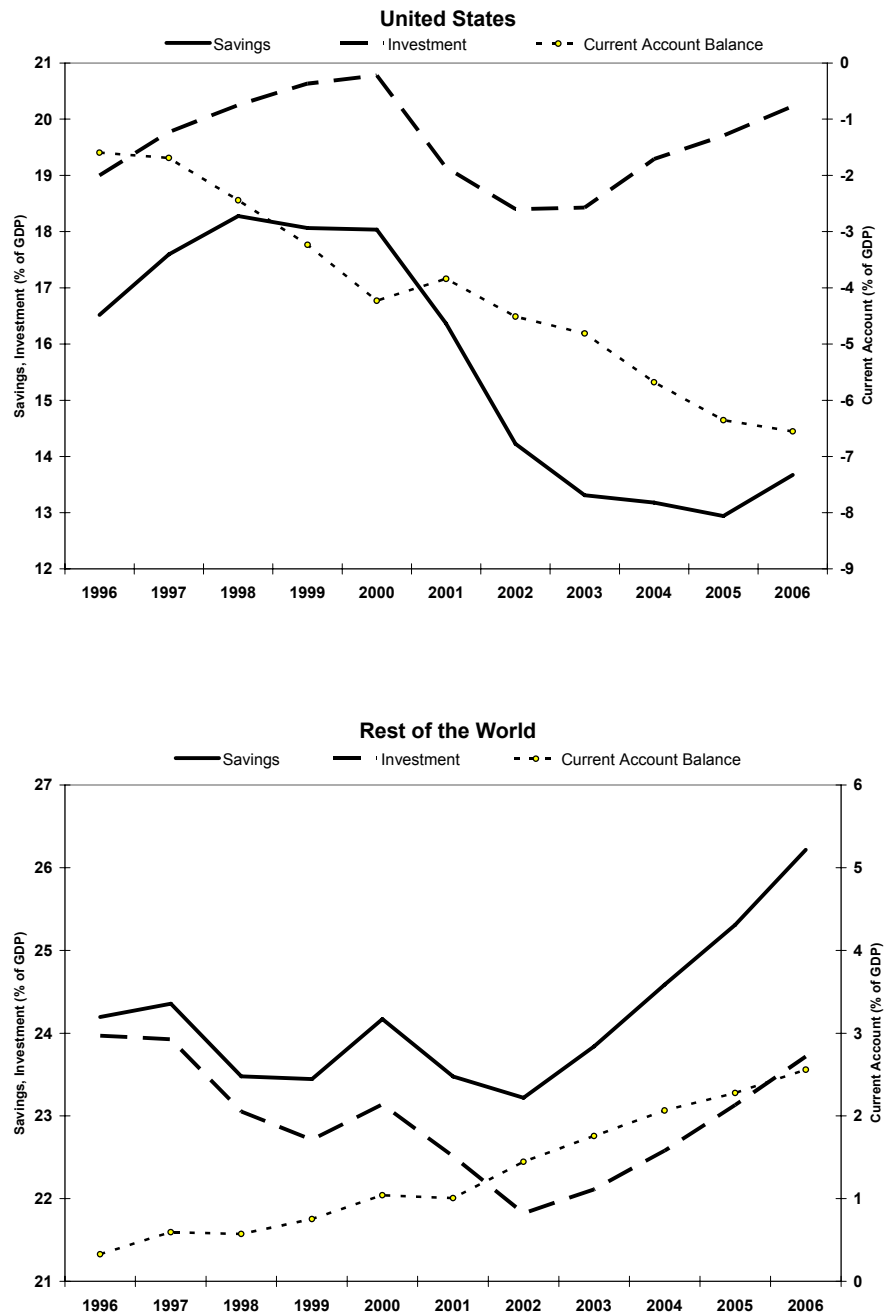 United States
Savings Investment Current Account Balance
21 0
20 -1
19 -2
18 -3
17 -4
16 -5
15 -6
14 -7
13 -8
12 -9
Savings, Investment (% of GDP)
Current Account (% of GDP)
1996 1997 1998 1999 2000 2001 2002 2003 2004 2005 2006
Rest of the World
Savings Investment Current Account Balance
27 6
26 5
25 4
24 3
23 2
22 1
21 0
Savings, Investment (% of GDP)
Current Account (% of GDP)
1996 1997 1998 1999 2000 2001 2002 2003 2004 2005 2006